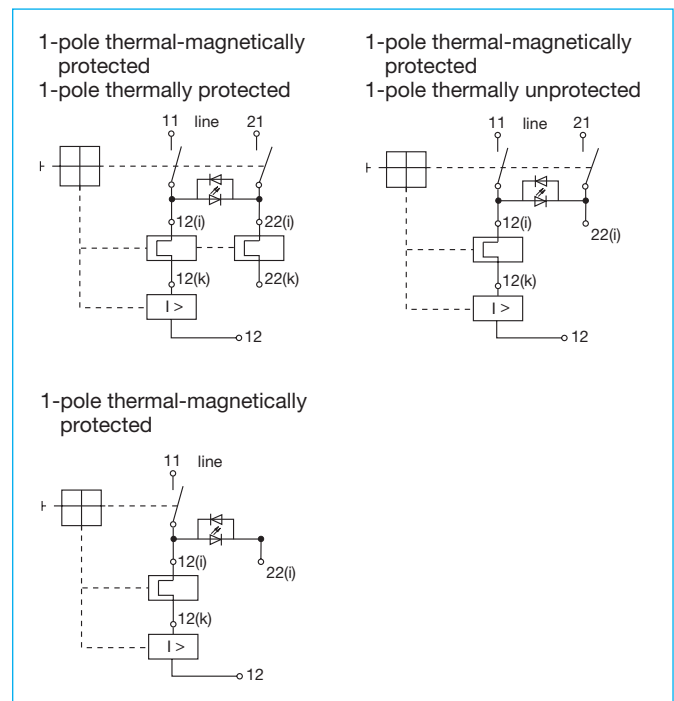 1-pole thermal-magnetically
protected
1-pole thermally protected
11 line 21
12(i) 22(i)
12(k) 22(k)
I >
12
1-pole thermal-magnetically
protected
1-pole thermally unprotected
11 line 21
12(i)
22(i)
12(k)
I >
12
1-pole thermal-magnetically
protected
11 line
12(i)
22(i)
12(k)
I >
12